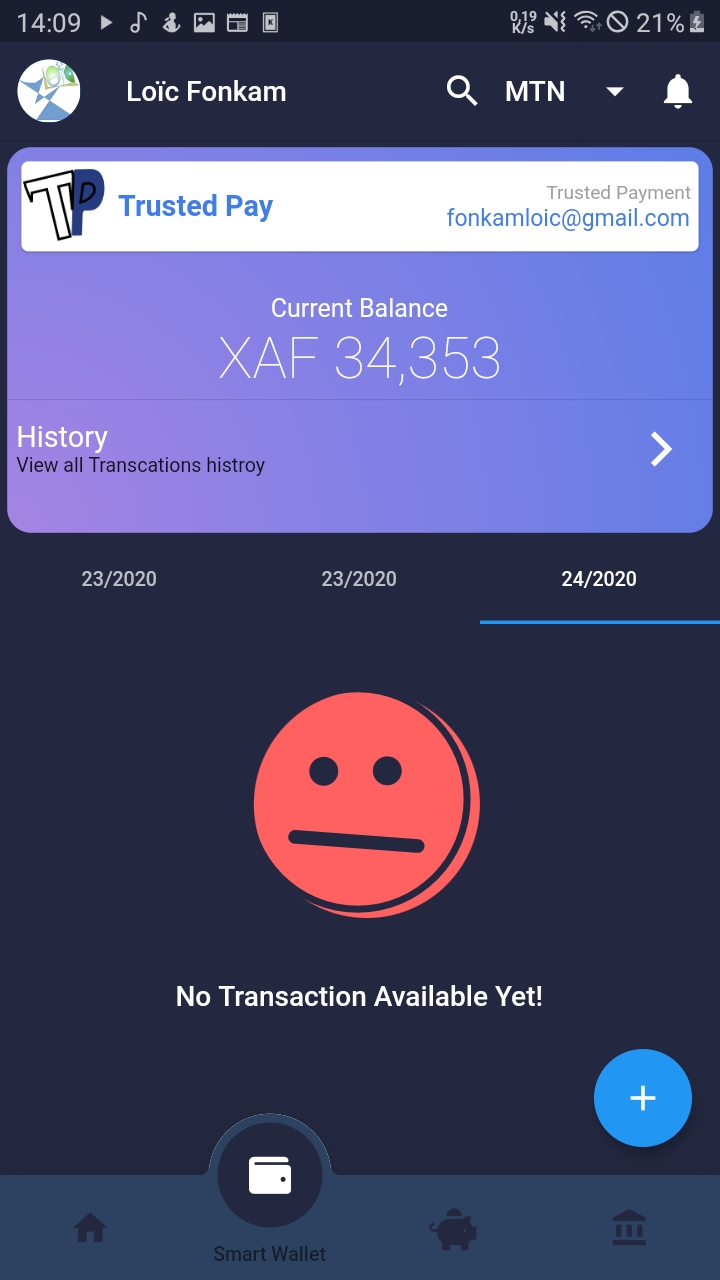 14:09
0,19
K/s
21%
Loïc Fonkam
MTN
TP
Trusted Pay
Trusted Payment
fonkamloic@gmail.com
Current Balance
XAF 34,353
History
View all Transcations histroy
23/2020
23/2020
24/2020
No Transaction Available Yet!
+
Smart Wallet